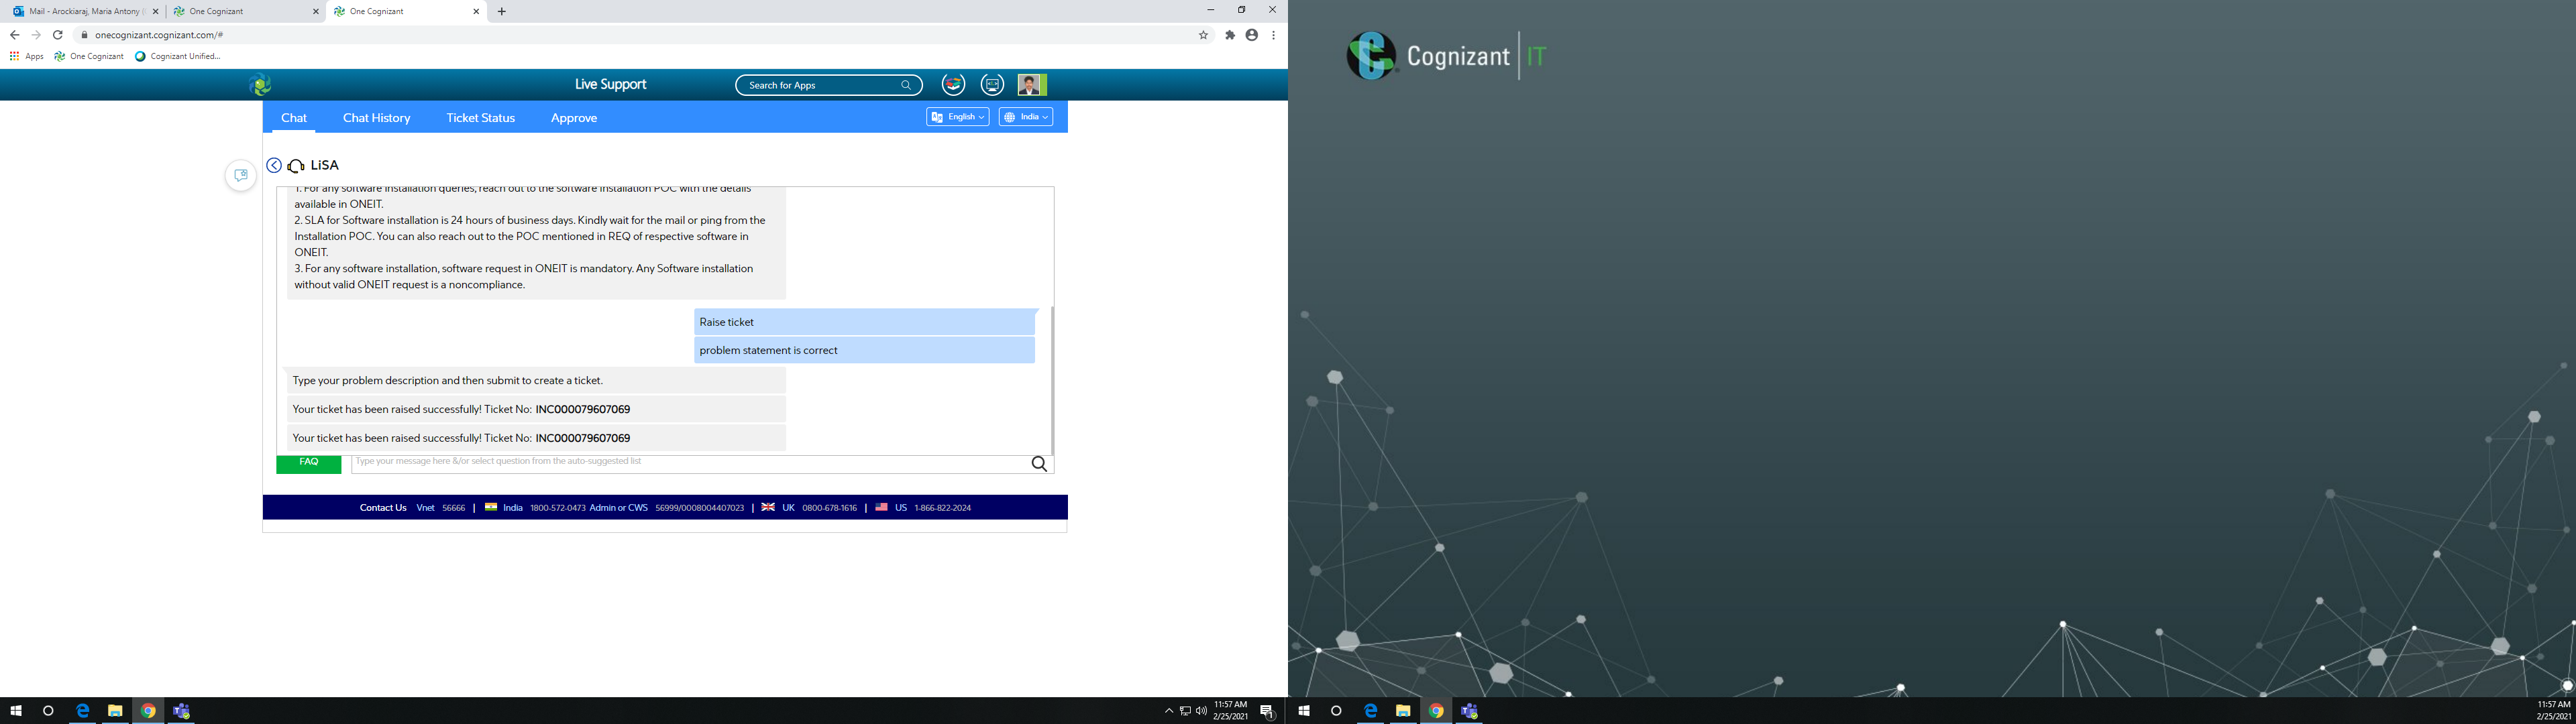 Mail - Arockiaraj, Maria Antony
One Cognizant
One Cognizant
onecognizant.cognizant.com/#
Apps
One Cognizant
Cognizant Unified...
Live Support
Search for Apps
Chat
Chat History
Ticket Status
Approve
English
India
LiSA
1. For any software installation queries, reach out to the software installation POC with the details
available in ONEIT.
2. SLA for Software installation is 24 hours of business days. Kindly wait for the mail or ping from the
Installation POC. You can also reach out to the POC mentioned in REQ of respective software in
ONEIT.
3. For any software installation, software request in ONEIT is mandatory. Any Software installation
without valid ONEIT request is a noncompliance.
Raise ticket
problem statement is correct
Type your problem description and then submit to create a ticket.
Your ticket has been raised successfully! Ticket No: INC000079607069
Your ticket has been raised successfully! Ticket No: INC000079607069
FAQ
Type your message here &/or select question from the auto-suggested list
Contact Us Vnet 56666 | India 1800-572-0473 Admin or CWS 56999/0008004407023 | UK 0800-678-1616 | US 1-866-822-2024
11:57 AM
2/25/2021
1
Cognizant | IT
11:57 AM
2/25/2021